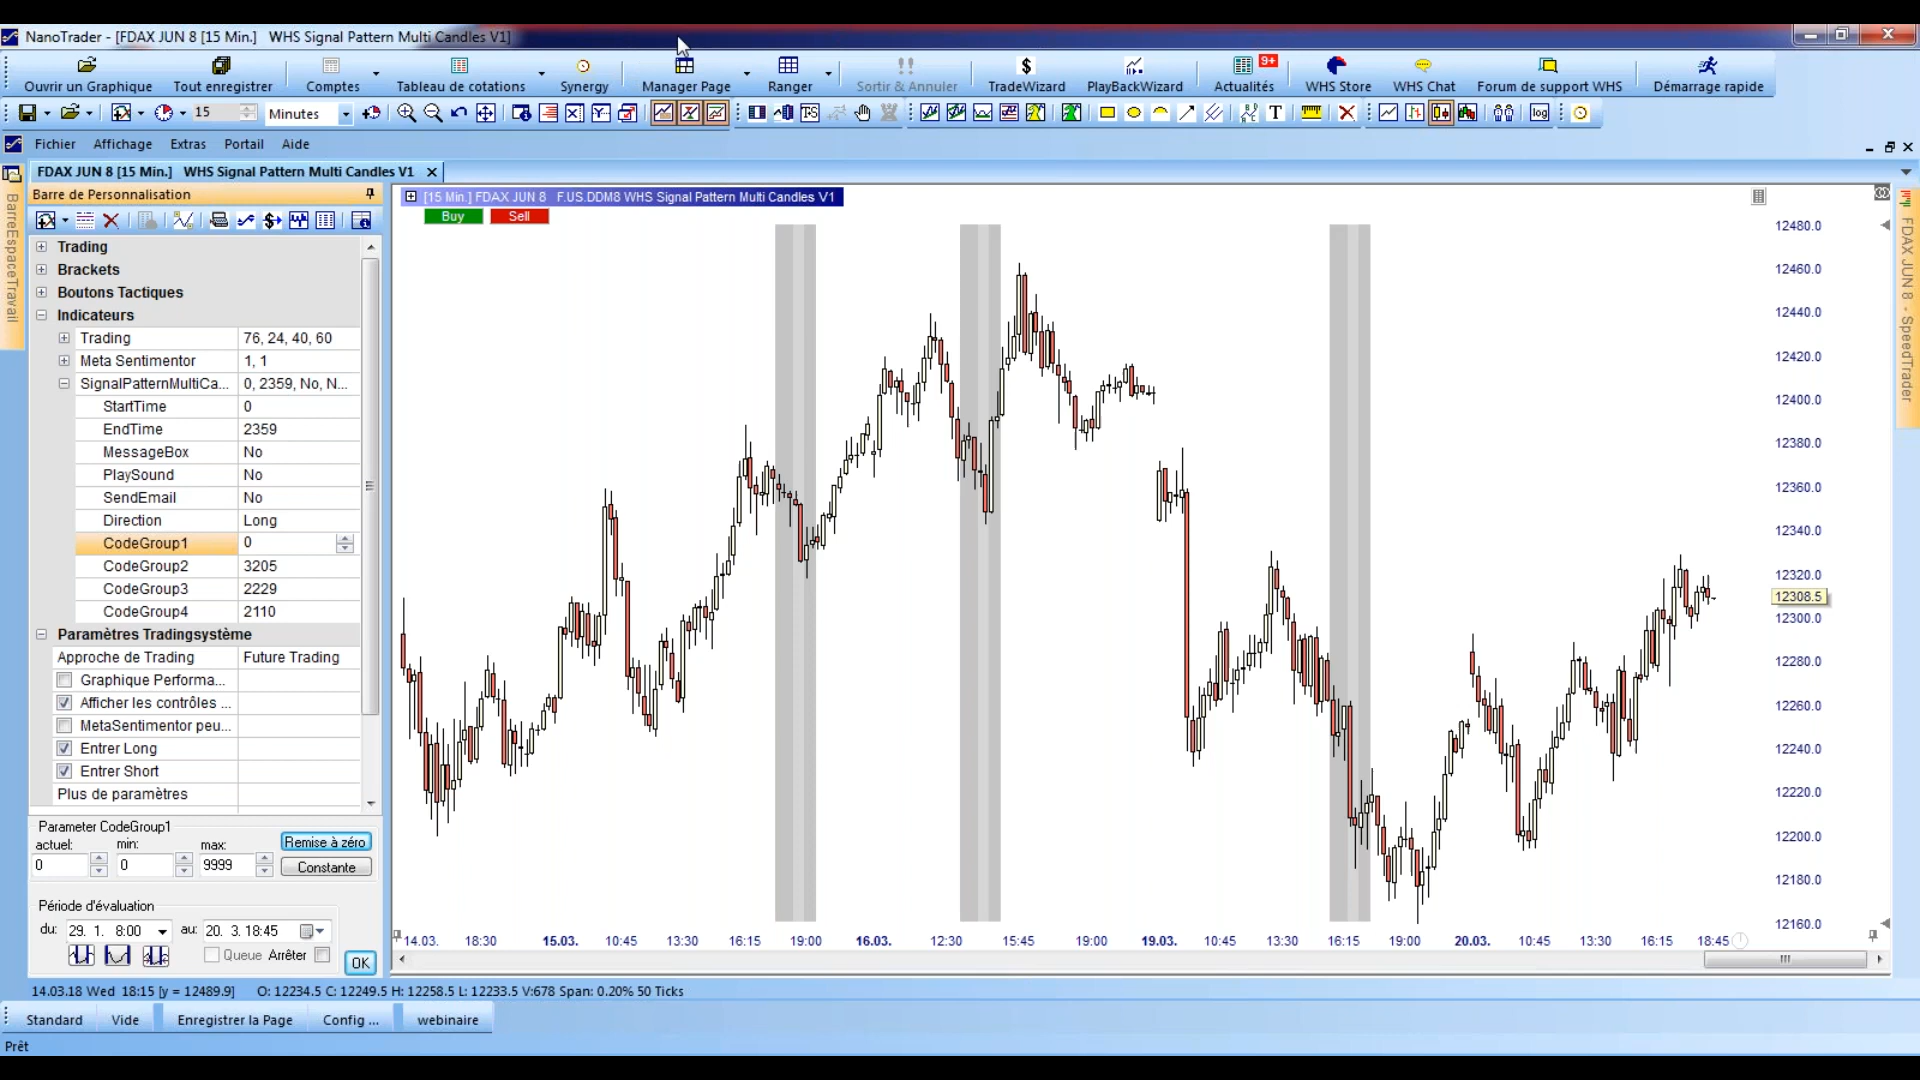 NanoTrader - [FDAX JUN 8 [15 Min.]   WHS Signal Pattern Multi Candles V1]
Ouvrir un Graphique Tout enregistrer Comptes Tableau de cotations Synergy Manager Page Ranger Sortir & Annuler TradeWizard PlayBackWizard 9+ Actualités WHS Store WHS Chat Forum de support WHS Démarrage rapide
15 Minutes TS T log
Fichier Affichage Extras Portail Aide
FDAX JUN 8 [15 Min.]   WHS Signal Pattern Multi Candles V1
BarreEspaceTravail
Barre de Personnalisation
Trading
Brackets
Boutons Tactiques
Indicateurs
Trading 76, 24, 40, 60
Meta Sentimentor 1, 1
SignalPatternMultiCa... 0, 2359, No, N...
StartTime 0
EndTime 2359
MessageBox No
PlaySound No
SendEmail No
Direction Long
CodeGroup1 0
CodeGroup2 3205
CodeGroup3 2229
CodeGroup4 2110
Paramètres Tradingsystème
Approche de Trading Future Trading
Graphique Performa...
Afficher les contrôles ...
MetaSentimentor peu...
Entrer Long
Entrer Short
Plus de paramètres
Parameter CodeGroup1
actuel: min: max: Remise à zéro
0 0 9999 Constante
Période d'évaluation
du: 29. 1. 8:00 au: 20. 3. 18:45
Queue Arrêter OK
[15 Min.] FDAX JUN 8   F.US.DDM8 WHS Signal Pattern Multi Candles V1
Buy Sell
12480.0
12460.0
12440.0
12420.0
12400.0
12380.0
12360.0
12340.0
12320.0
12308.5
12300.0
12280.0
12260.0
12240.0
12220.0
12200.0
12180.0
12160.0
14.03. 18:30 15.03. 10:45 13:30 16:15 19:00 16.03. 12:30 15:45 19:00 19.03. 10:45 13:30 16:15 19:00 20.03. 10:45 13:30 16:15 18:45
FDAX JUN 8 - SpeedTrader
14.03.18 Wed 18:15 [y = 12489.9] O: 12234.5 C: 12249.5 H: 12258.5 L: 12233.5 V:678 Span: 0.20% 50 Ticks
Standard Vide Enregistrer la Page Config ... webinaire
Prêt